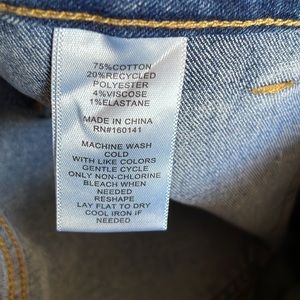 75%COTTON
20%RECYCLED
POLYESTER
4%VISCOSE
1%ELASTANE
MADE IN CHINA
RN#160141
MACHINE WASH
COLD
WITH LIKE COLORS
GENTLE CYCLE
ONLY NON-CHLORINE
BLEACH WHEN
NEEDED
RESHAPE
LAY FLAT TO DRY
COOL IRON IF
NEEDED